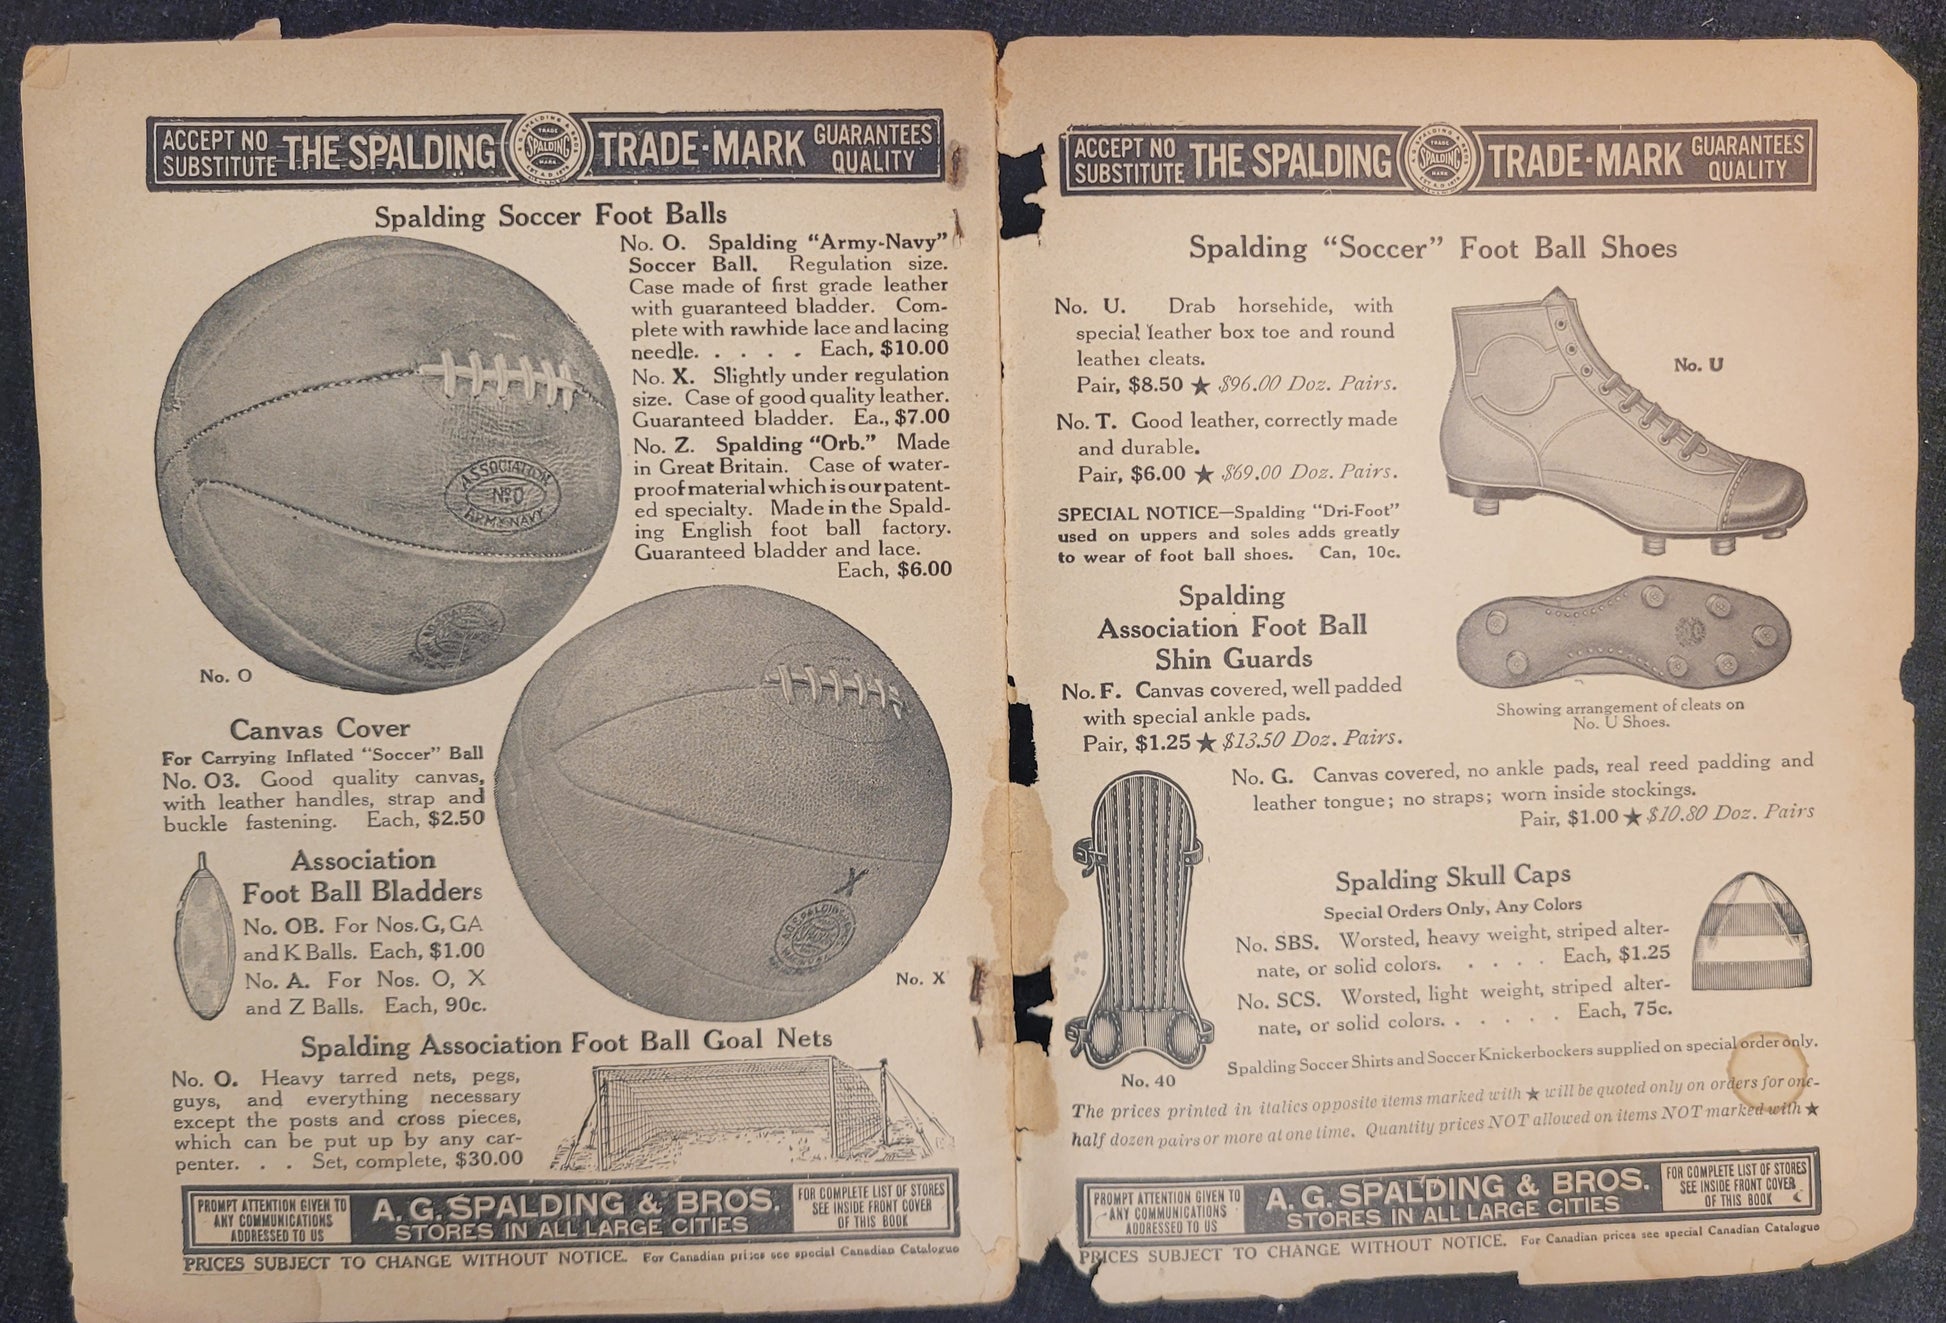 ACCEPT NO SUBSTITUTE THE SPALDING TRADE-MARK GUARANTEES QUALITY
Spalding Soccer Foot Balls
No. O. Spalding "Army-Navy"
Soccer Ball. Regulation size.
Case made of first grade leather
with guaranteed bladder. Com-
plete with rawhide lace and lacing
needle. . . . . Each, $10.00
No. X. Slightly under regulation
size. Case of good quality leather.
Guaranteed bladder. Ea., $7.00
No. Z. Spalding "Orb." Made
in Great Britain. Case of water-
proof material which is our patent-
ed specialty. Made in the Spald-
ing English foot ball factory.
Guaranteed bladder and lace.
Each, $6.00
ASSOCIATION
No. O
ARMY-NAVY
No. O
Canvas Cover
For Carrying Inflated "Soccer" Ball
No. O3. Good quality canvas,
with leather handles, strap and
buckle fastening. Each, $2.50
Association
Foot Ball Bladders
No. OB. For Nos. G, GA
and K Balls. Each, $1.00
No. A. For Nos. O, X
and Z Balls. Each, 90c.
X
No. X
Spalding Association Foot Ball Goal Nets
No. O. Heavy tarred nets, pegs,
guys, and everything necessary
except the posts and cross pieces,
which can be put up by any car-
penter. . . Set, complete, $30.00
PROMPT ATTENTION GIVEN TO
ANY COMMUNICATIONS
ADDRESSED TO US
A. G. SPALDING & BROS.
STORES IN ALL LARGE CITIES
FOR COMPLETE LIST OF STORES
SEE INSIDE FRONT COVER
OF THIS BOOK
PRICES SUBJECT TO CHANGE WITHOUT NOTICE. For Canadian prices see special Canadian Catalogue
ACCEPT NO SUBSTITUTE THE SPALDING TRADE-MARK GUARANTEES QUALITY
Spalding "Soccer" Foot Ball Shoes
No. U. Drab horsehide, with
special leather box toe and round
leather cleats.
Pair, $8.50 ★ $96.00 Doz. Pairs.
No. U
No. T. Good leather, correctly made
and durable.
Pair, $6.00 ★ $69.00 Doz. Pairs.
SPECIAL NOTICE—Spalding "Dri-Foot"
used on uppers and soles adds greatly
to wear of foot ball shoes. Can, 10c.
Showing arrangement of cleats on
No. U Shoes.
Spalding
Association Foot Ball
Shin Guards
No. F. Canvas covered, well padded
with special ankle pads.
Pair, $1.25 ★ $13.50 Doz. Pairs.
No. G. Canvas covered, no ankle pads, real reed padding and
leather tongue; no straps; worn inside stockings.
Pair, $1.00 ★ $10.80 Doz. Pairs
No. 40
Spalding Skull Caps
Special Orders Only, Any Colors
No. SBS. Worsted, heavy weight, striped alter-
nate, or solid colors. . . . . Each, $1.25
No. SCS. Worsted, light weight, striped alter-
nate, or solid colors. . . . . . Each, 75c.
Spalding Soccer Shirts and Soccer Knickerbockers supplied on special order only.
The prices printed in italics opposite items marked with ★ will be quoted only on orders for one-
half dozen pairs or more at one time. Quantity prices NOT allowed on items NOT marked with ★
PROMPT ATTENTION GIVEN TO
ANY COMMUNICATIONS
ADDRESSED TO US
A. G. SPALDING & BROS.
STORES IN ALL LARGE CITIES
FOR COMPLETE LIST OF STORES
SEE INSIDE FRONT COVER
OF THIS BOOK
PRICES SUBJECT TO CHANGE WITHOUT NOTICE. For Canadian prices see special Canadian Catalogue